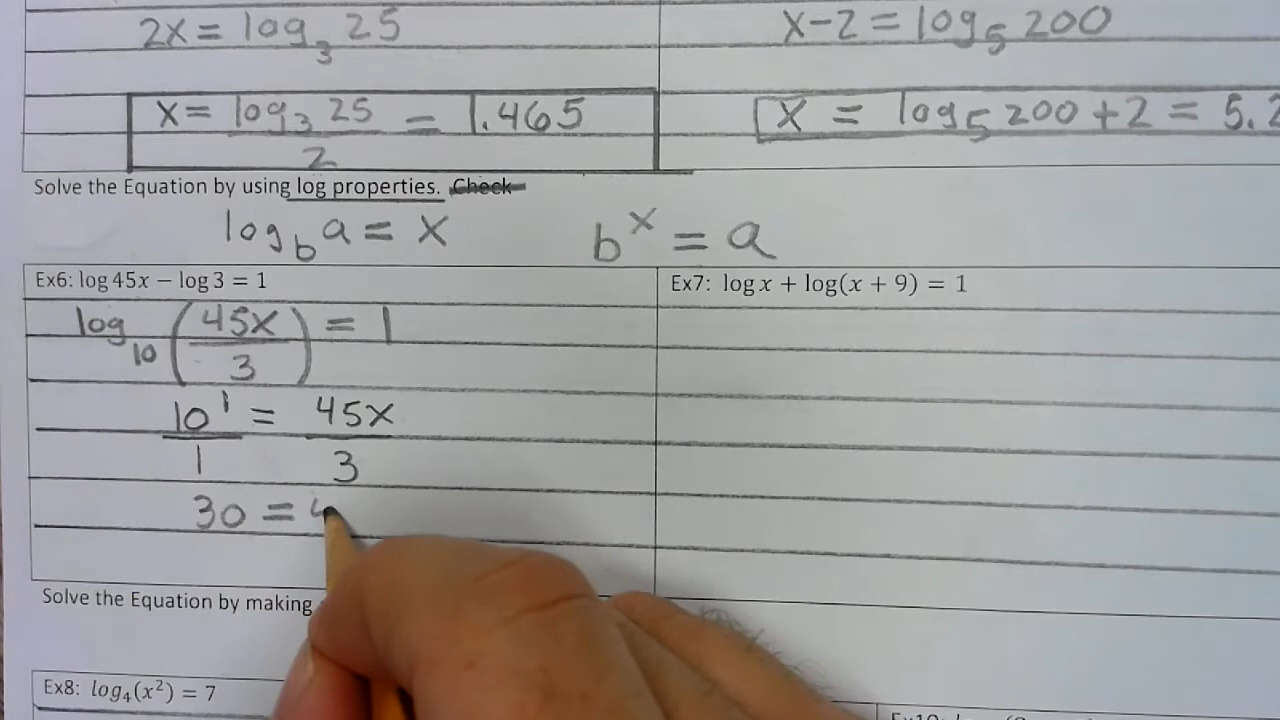 2x = log₃ 25
x-2 = log₅ 200
x = log₃ 25 / 2 = 1.465
x = log₅ 200 + 2 = 5.2
Solve the Equation by using log properties. Check
log_b a = x
b^x = a
Ex6: log 45x − log 3 = 1
log₁₀ (45x / 3) = 1
10¹ / 1 = 45x / 3
30 = 4
Ex7: log x + log(x + 9) = 1
Solve the Equation by making
Ex8: log₄(x²) = 7